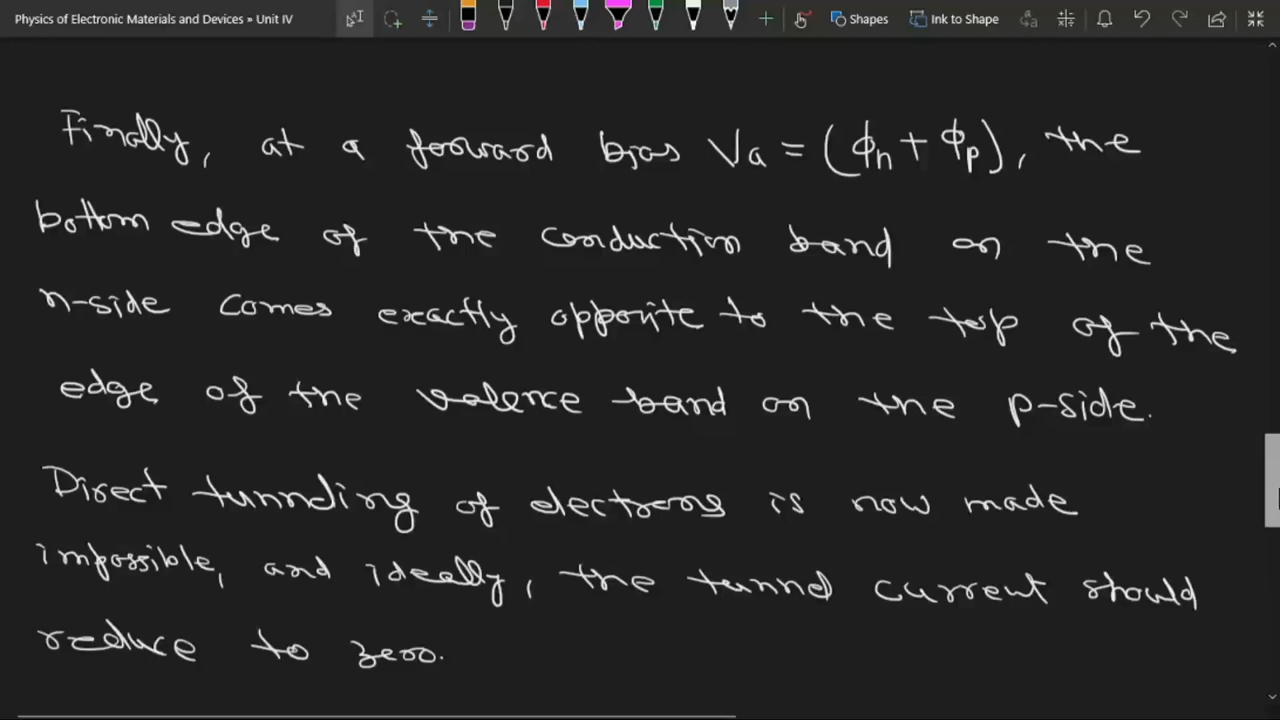 Physics of Electronic Materials and Devices » Unit IV
Shapes
Ink to Shape
Finally, at a forward bias Va = (ϕn + ϕp), the
bottom edge of the conduction band on the
n-side comes exactly opposite to the top of the
edge of the valence band on the p-side.
Direct tunneling of electrons is now made
impossible, and ideally, the tunnel current should
reduce to zero.